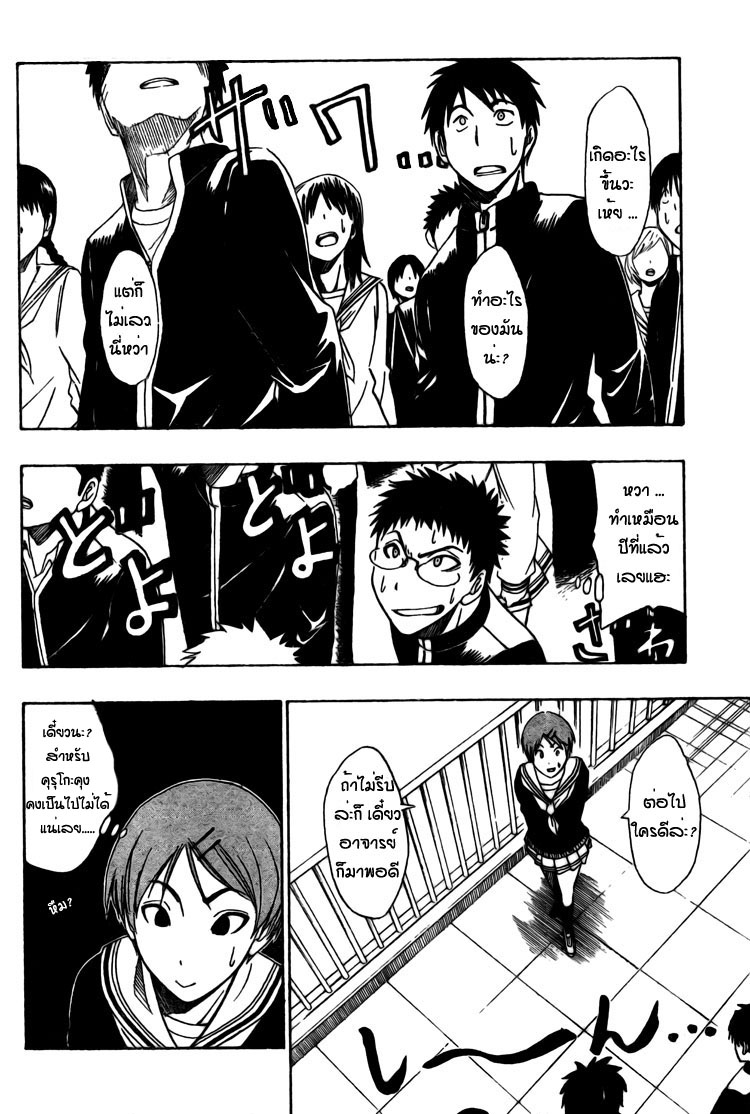 เกิดอะไร
ขึ้นวะ
เห้ย ...
ザワ...
ทำอะไร
ของมัน
น่ะ?
แต่ก็
ไม่เลว
นี่หว่า
หวา ...
ทำเหมือน
ปีที่แล้ว
เลยแฮะ
わ
さ
どよ
どよ
ต่อไป
ใครดีล่ะ?
ถ้าไม่รีบ
ล่ะก็ เดี๋ยว
อาจารย์
ก็มาพอดี
しーん...
เดี๋ยวนะ?
สำหรับ
คุรุโกะคุง
คงเป็นไปไม่ได้
แน่เลย.....
หืม?